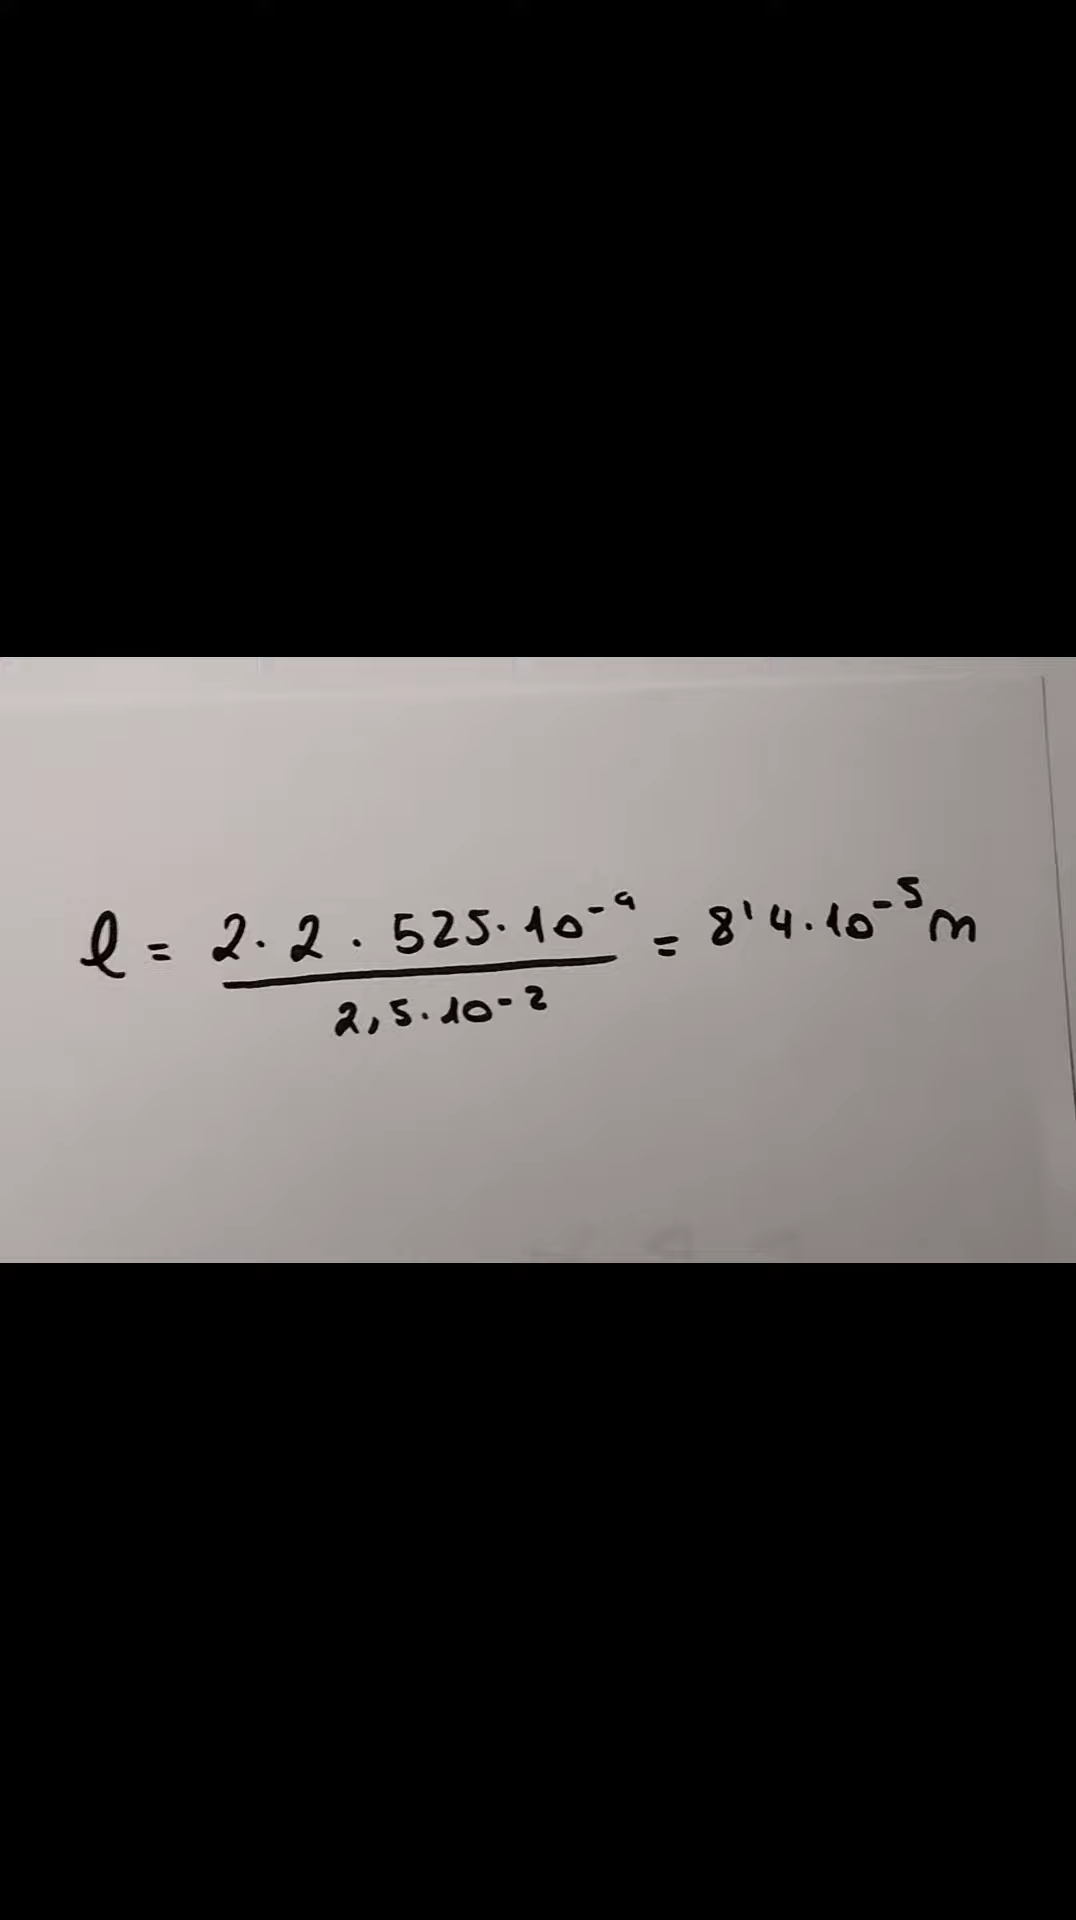 ℓ = 2·2·525·10⁻⁹ / 2,5·10⁻² = 8'4·10⁻⁵ m